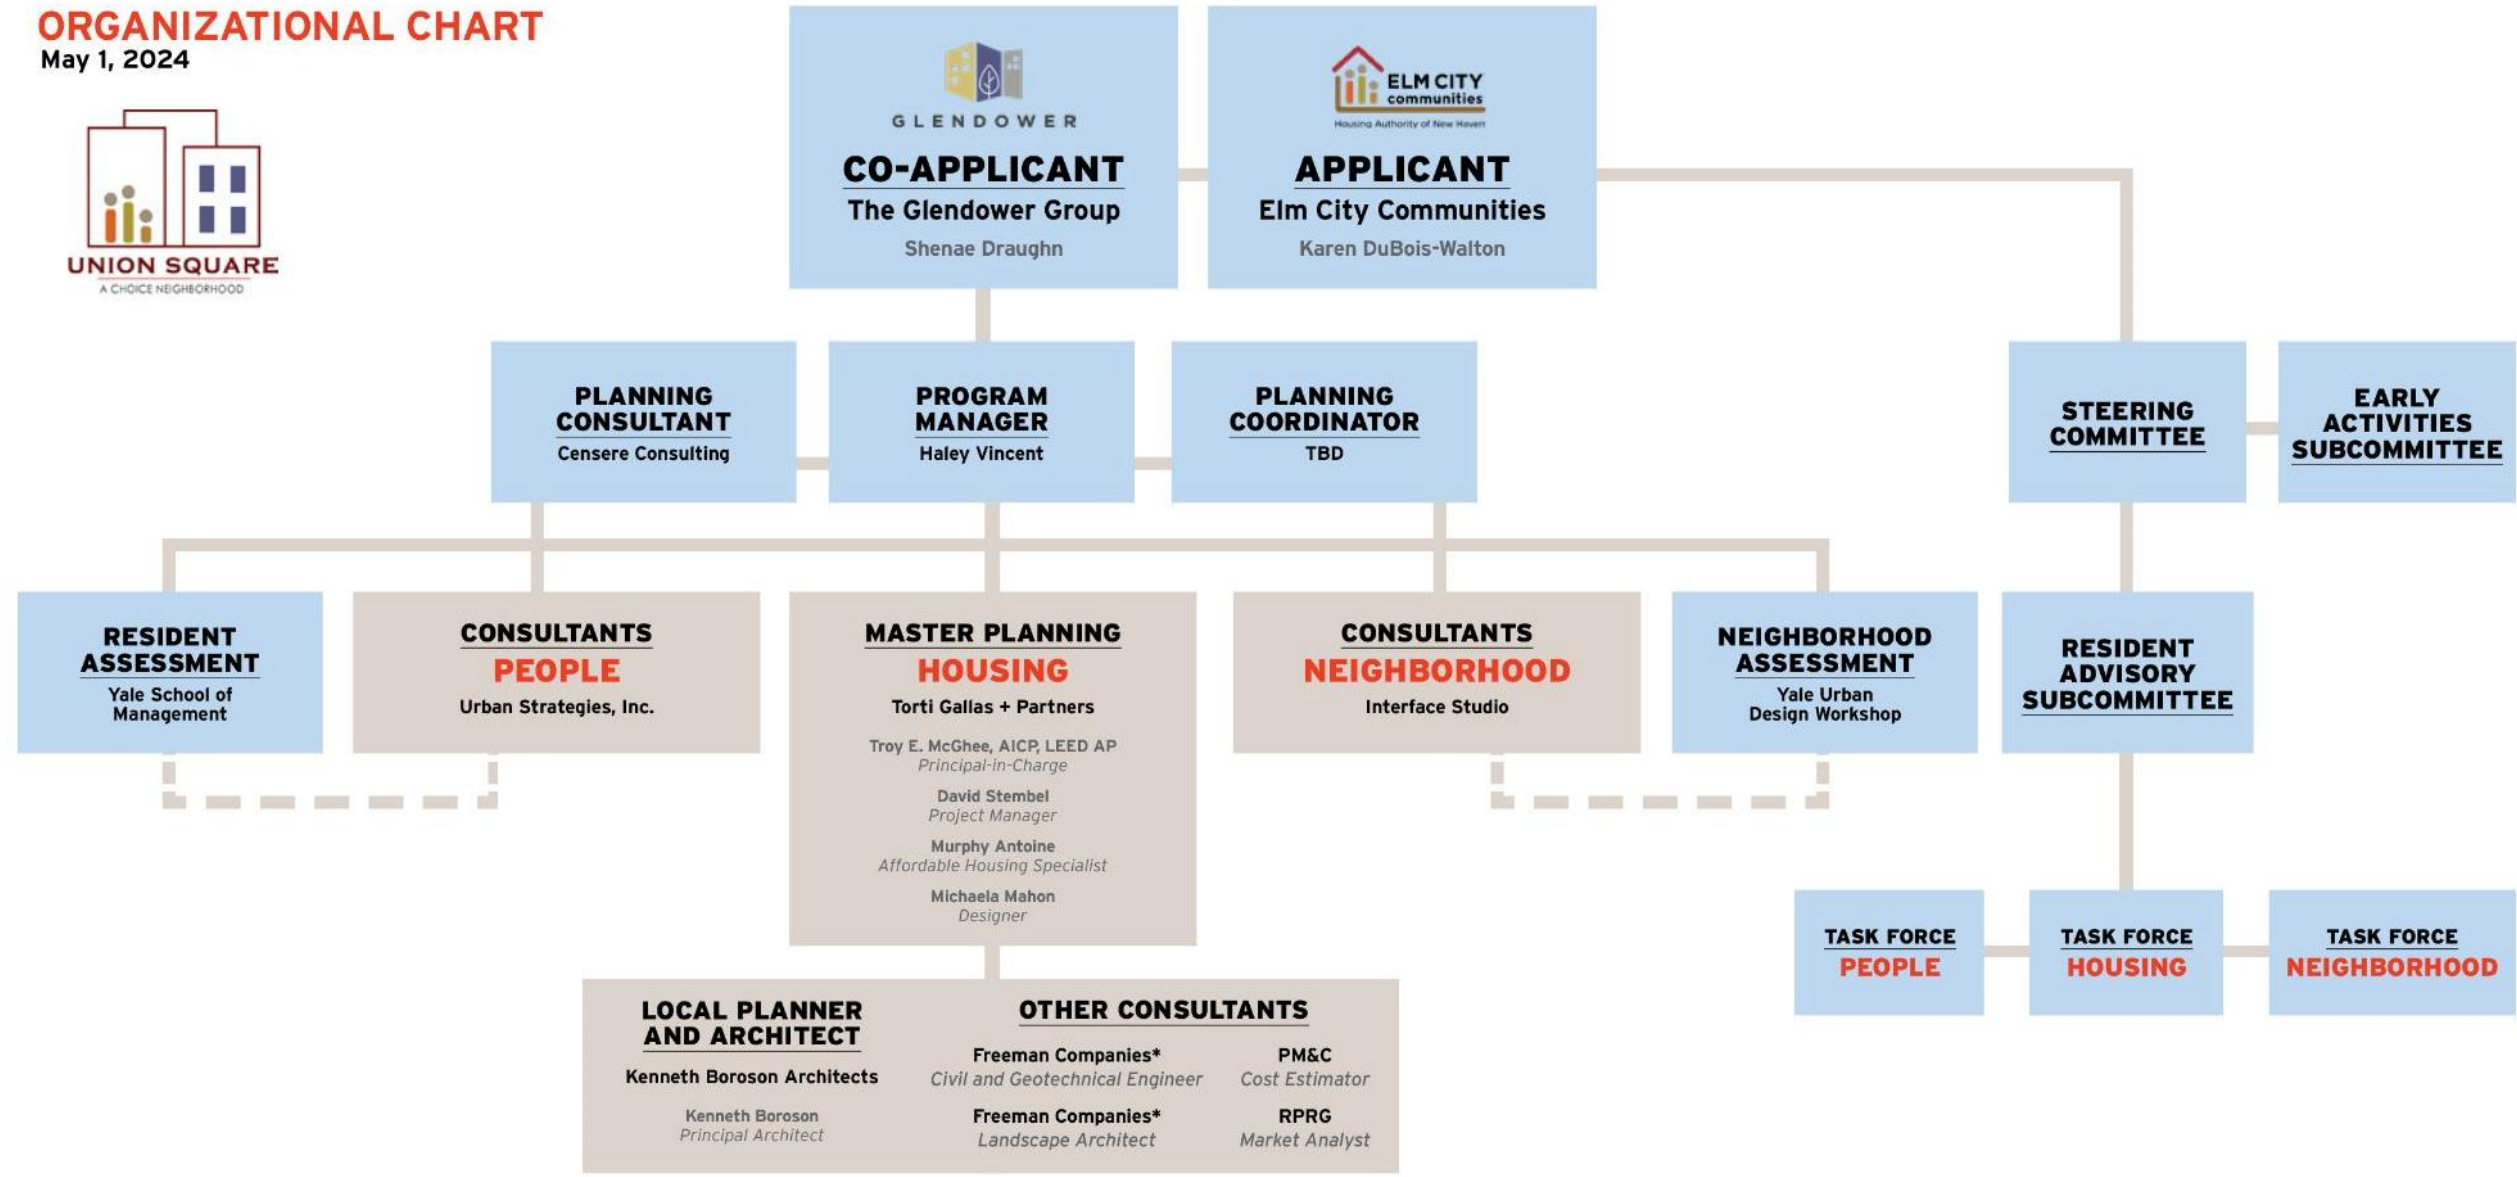 ORGANIZATIONAL CHART
May 1, 2024
UNION SQUARE
A CHOICE NEIGHBORHOOD
GLENDOWER
CO-APPLICANT
The Glendower Group
Shenae Draughn
ELM CITY
communities
Housing Authority of New Haven
APPLICANT
Elm City Communities
Karen DuBois-Walton
PLANNING
CONSULTANT
Censere Consulting
PROGRAM
MANAGER
Haley Vincent
PLANNING
COORDINATOR
TBD
STEERING
COMMITTEE
EARLY
ACTIVITIES
SUBCOMMITTEE
RESIDENT
ASSESSMENT
Yale School of
Management
CONSULTANTS
PEOPLE
Urban Strategies, Inc.
MASTER PLANNING
HOUSING
Torti Gallas + Partners
Troy E. McGhee, AICP, LEED AP
Principal-in-Charge
David Stembel
Project Manager
Murphy Antoine
Affordable Housing Specialist
Michaela Mahon
Designer
CONSULTANTS
NEIGHBORHOOD
Interface Studio
NEIGHBORHOOD
ASSESSMENT
Yale Urban
Design Workshop
RESIDENT
ADVISORY
SUBCOMMITTEE
TASK FORCE
PEOPLE
TASK FORCE
HOUSING
TASK FORCE
NEIGHBORHOOD
LOCAL PLANNER
AND ARCHITECT
Kenneth Boroson Architects
Kenneth Boroson
Principal Architect
OTHER CONSULTANTS
Freeman Companies*
Civil and Geotechnical Engineer
Freeman Companies*
Landscape Architect
PM&C
Cost Estimator
RPRG
Market Analyst